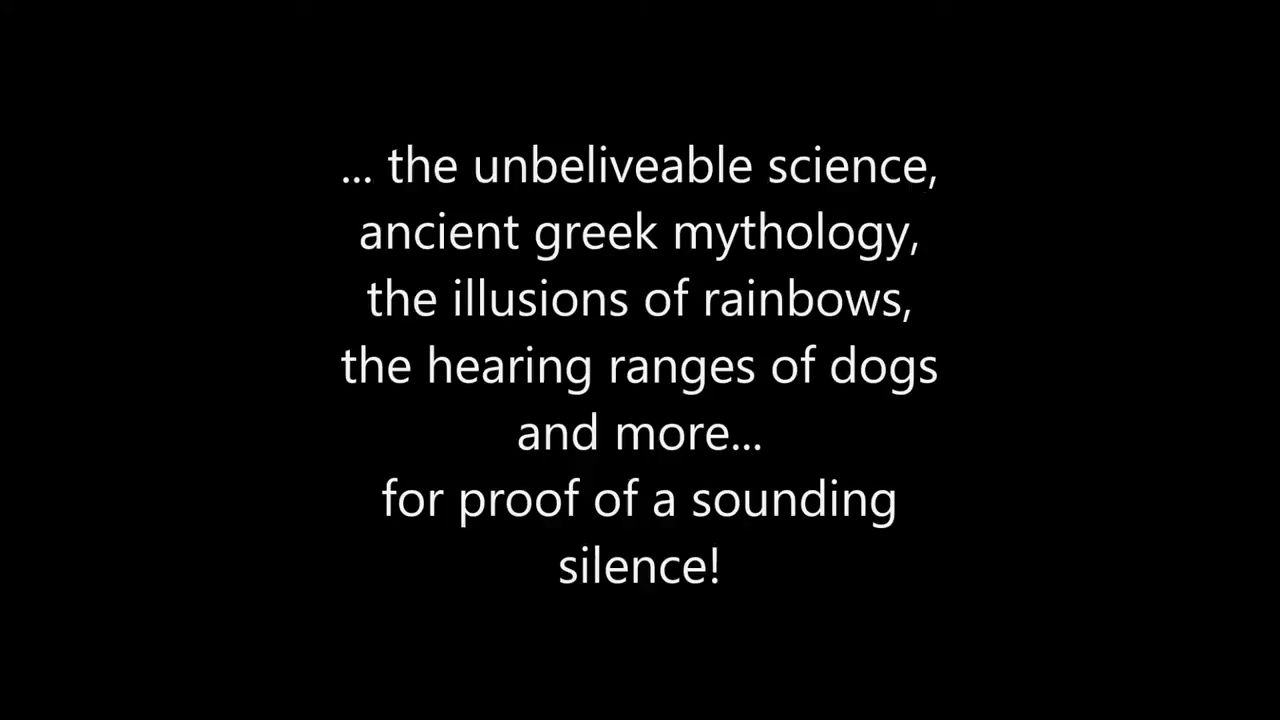 ... the unbeliveable science,
ancient greek mythology,
the illusions of rainbows,
the hearing ranges of dogs
and more...
for proof of a sounding
silence!